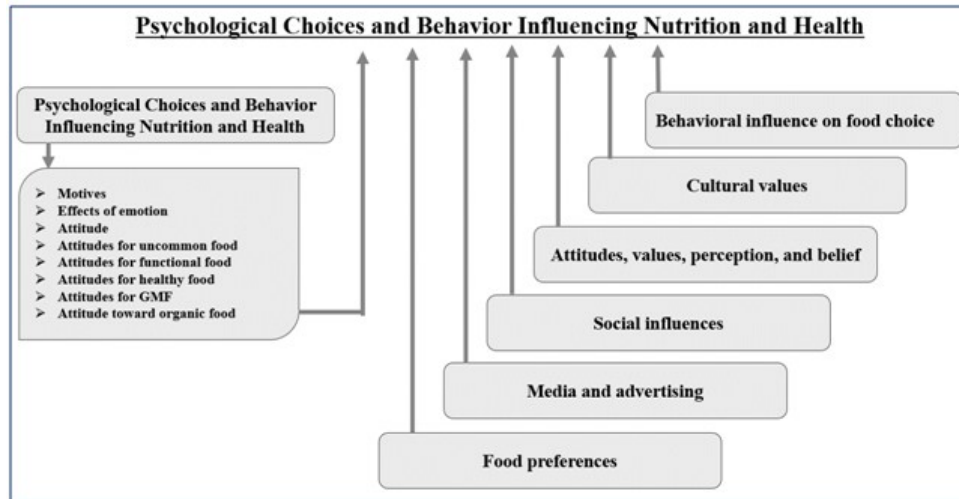 Psychological Choices and Behavior Influencing Nutrition and Health
Psychological Choices and Behavior
Influencing Nutrition and Health
➤ Motives
➤ Effects of emotion
➤ Attitude
➤ Attitudes for uncommon food
➤ Attitudes for functional food
➤ Attitudes for healthy food
➤ Attitudes for GMF
➤ Attitude toward organic food
Behavioral influence on food choice
Cultural values
Attitudes, values, perception, and belief
Social influences
Media and advertising
Food preferences